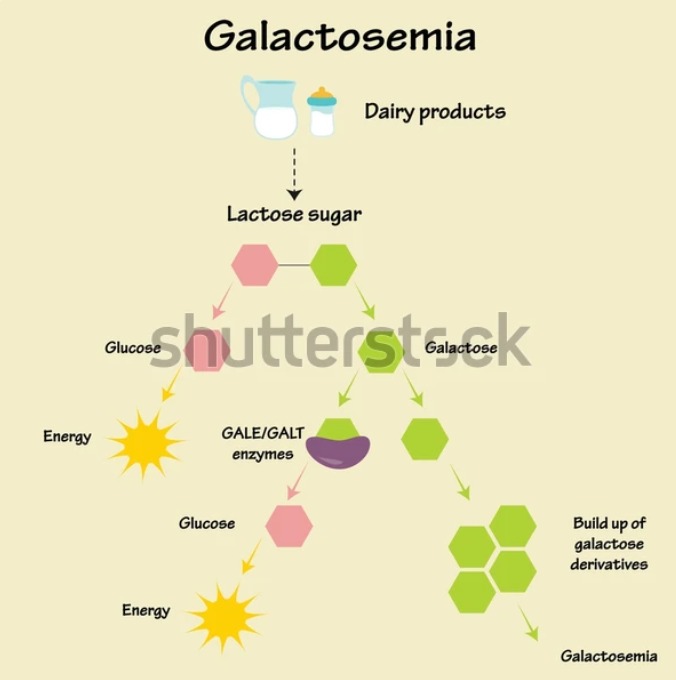 Galactosemia
Dairy products
Lactose sugar
shutterstock
Glucose
Galactose
Energy
GALE/GALT
enzymes
Glucose
Build up of
galactose
derivatives
Energy
Galactosemia